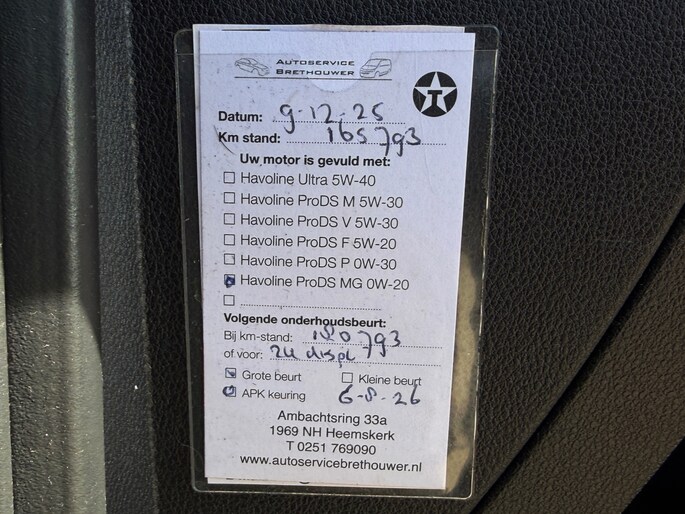 AUTOSERVICE
BRETHOUWER
T
Datum: 9-12-25
Km stand: 165793
Uw motor is gevuld met:
Havoline Ultra 5W-40
Havoline ProDS M 5W-30
Havoline ProDS V 5W-30
Havoline ProDS F 5W-20
Havoline ProDS P 0W-30
Havoline ProDS MG 0W-20
Volgende onderhoudsbeurt:
Bij km-stand: 180793
of voor: zu displ
Grote beurt Kleine beurt
APK keuring 6-8-26
Ambachtsring 33a
1969 NH Heemskerk
T 0251 769090
www.autoservicebrethouwer.nl